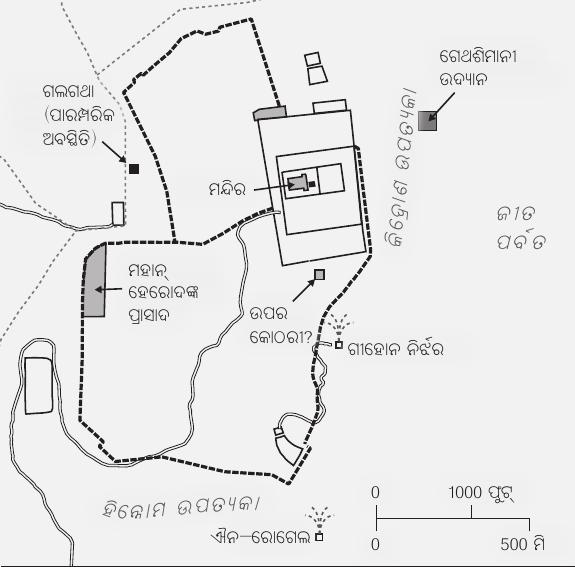 ଗେଥଶିମାନୀ
ଉଦ୍ୟାନ
ଗଲଗଥା
(ପାରମ୍ପରିକ
ଅବସ୍ଥିତି)
କିଦ୍ରୋଣ ଉପତ୍ୟକା
ମନ୍ଦିର
ଜୀତ
ପର୍ବତ
ମହାନ୍
ହେରୋଦଙ୍କ
ପ୍ରାସାଦ
ଉପର
କୋଠରୀ?
ଗୀହୋନ ନିର୍ଝର
ହିନ୍ନୋମ ଉପତ୍ୟକା
ଐନ–ରୋଗେଲ
0 1000 ଫୁଟ୍
0 500 ମି